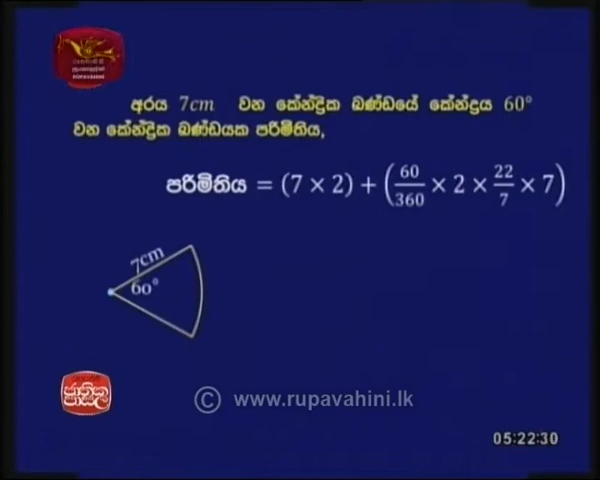 අරය 7cm වන කේන්ද්‍රික ඛණ්ඩයේ කේන්ද්‍රය 60°
වන කේන්ද්‍රික ඛණ්ඩයක පරිමිතිය,
පරිමිතිය = (7 × 2) + (60/360 × 2 × 22/7 × 7)
7cm
60°
ජාතික
පාසල
© www.rupavahini.lk
05:22:30